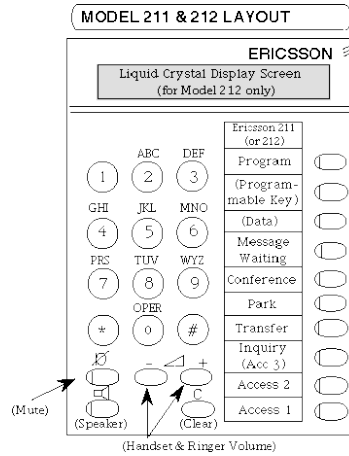 MODEL 211 & 212 LAYOUT
ERICSSON
Liquid Crystal Display Screen
(for Model 212 only)
Ericsson 211
(or 212)
ABC DEF
1 2 3
Program
(Program-
mable Key)
GHI JKL MNO
4 5 6
(Data)
Message
Waiting
PRS TUV WYZ
7 8 9
Conference
Park
OPER
* 0 #
Transfer
Inquiry
(Acc 3)
- +
Access 2
C
(Mute)
(Speaker) (Clear)
Access 1
(Handset & Ringer Volume)